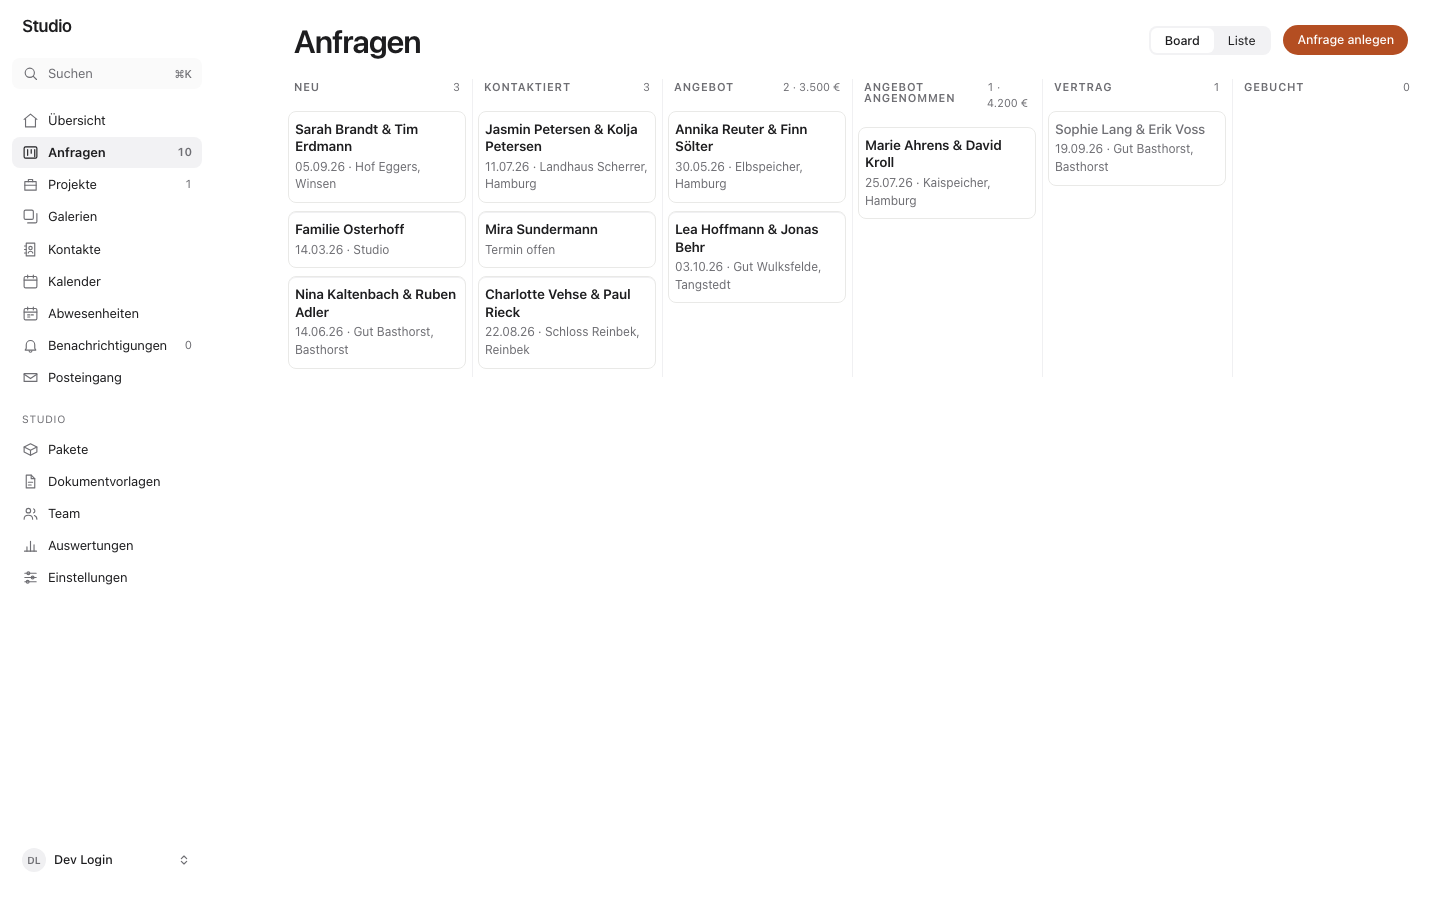 Studio
Suchen ⌘K
Übersicht
Anfragen 10
Projekte 1
Galerien
Kontakte
Kalender
Abwesenheiten
Benachrichtigungen 0
Posteingang
STUDIO
Pakete
Dokumentvorlagen
Team
Auswertungen
Einstellungen
DL Dev Login
Anfragen
Board Liste Anfrage anlegen
NEU 3
Sarah Brandt & Tim
Erdmann
05.09.26 · Hof Eggers,
Winsen
Familie Osterhoff
14.03.26 · Studio
Nina Kaltenbach & Ruben
Adler
14.06.26 · Gut Basthorst,
Basthorst
KONTAKTIERT 3
Jasmin Petersen & Kolja
Petersen
11.07.26 · Landhaus Scherrer,
Hamburg
Mira Sundermann
Termin offen
Charlotte Vehse & Paul
Rieck
22.08.26 · Schloss Reinbek,
Reinbek
ANGEBOT 2 · 3.500 €
Annika Reuter & Finn
Sölter
30.05.26 · Elbspeicher,
Hamburg
Lea Hoffmann & Jonas
Behr
03.10.26 · Gut Wulksfelde,
Tangstedt
ANGEBOT 1 ·
ANGENOMMEN 4.200 €
Marie Ahrens & David
Kroll
25.07.26 · Kaispeicher,
Hamburg
VERTRAG 1
Sophie Lang & Erik Voss
19.09.26 · Gut Basthorst,
Basthorst
GEBUCHT 0